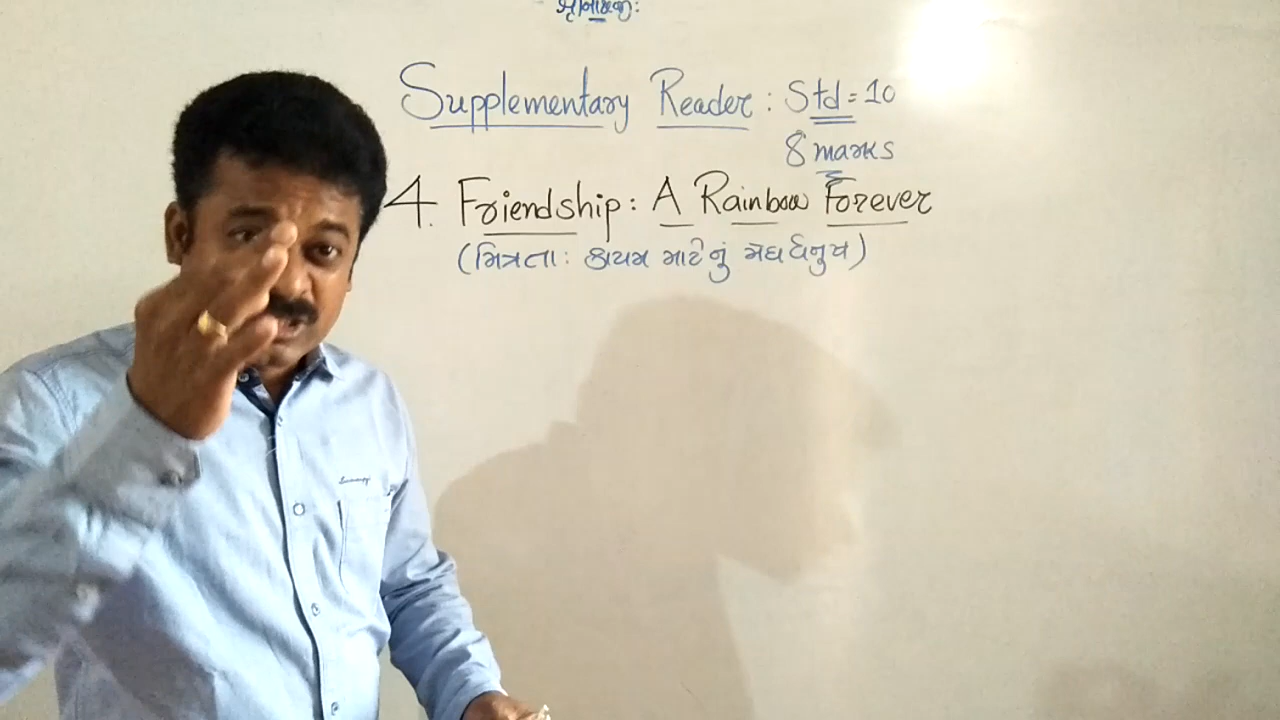 Supplementary Reader : Std = 10
8 marks
4. Friendship : A Rainbow Forever
(મિત્રતા : કાયમ માટેનું મેઘધનુષ)